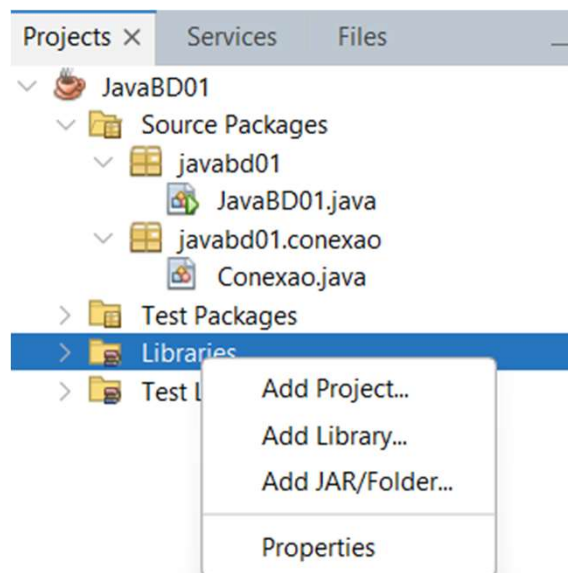 Projects × Services Files
JavaBD01
Source Packages
javabd01
JavaBD01.java
javabd01.conexao
Conexao.java
Test Packages
Libraries
Test L
Add Project...
Add Library...
Add JAR/Folder...
Properties